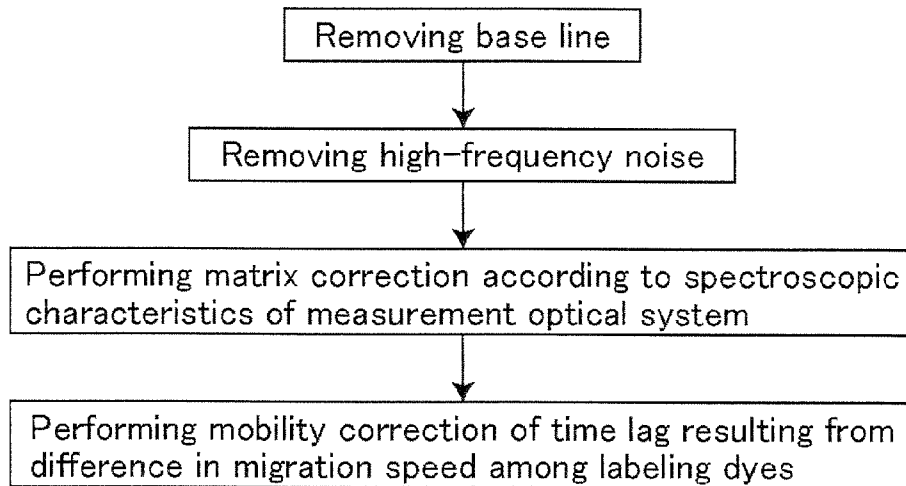 Removing base line
Removing high-frequency noise
Performing matrix correction according to spectroscopic
characteristics of measurement optical system
Performing mobility correction of time lag resulting from
difference in migration speed among labeling dyes